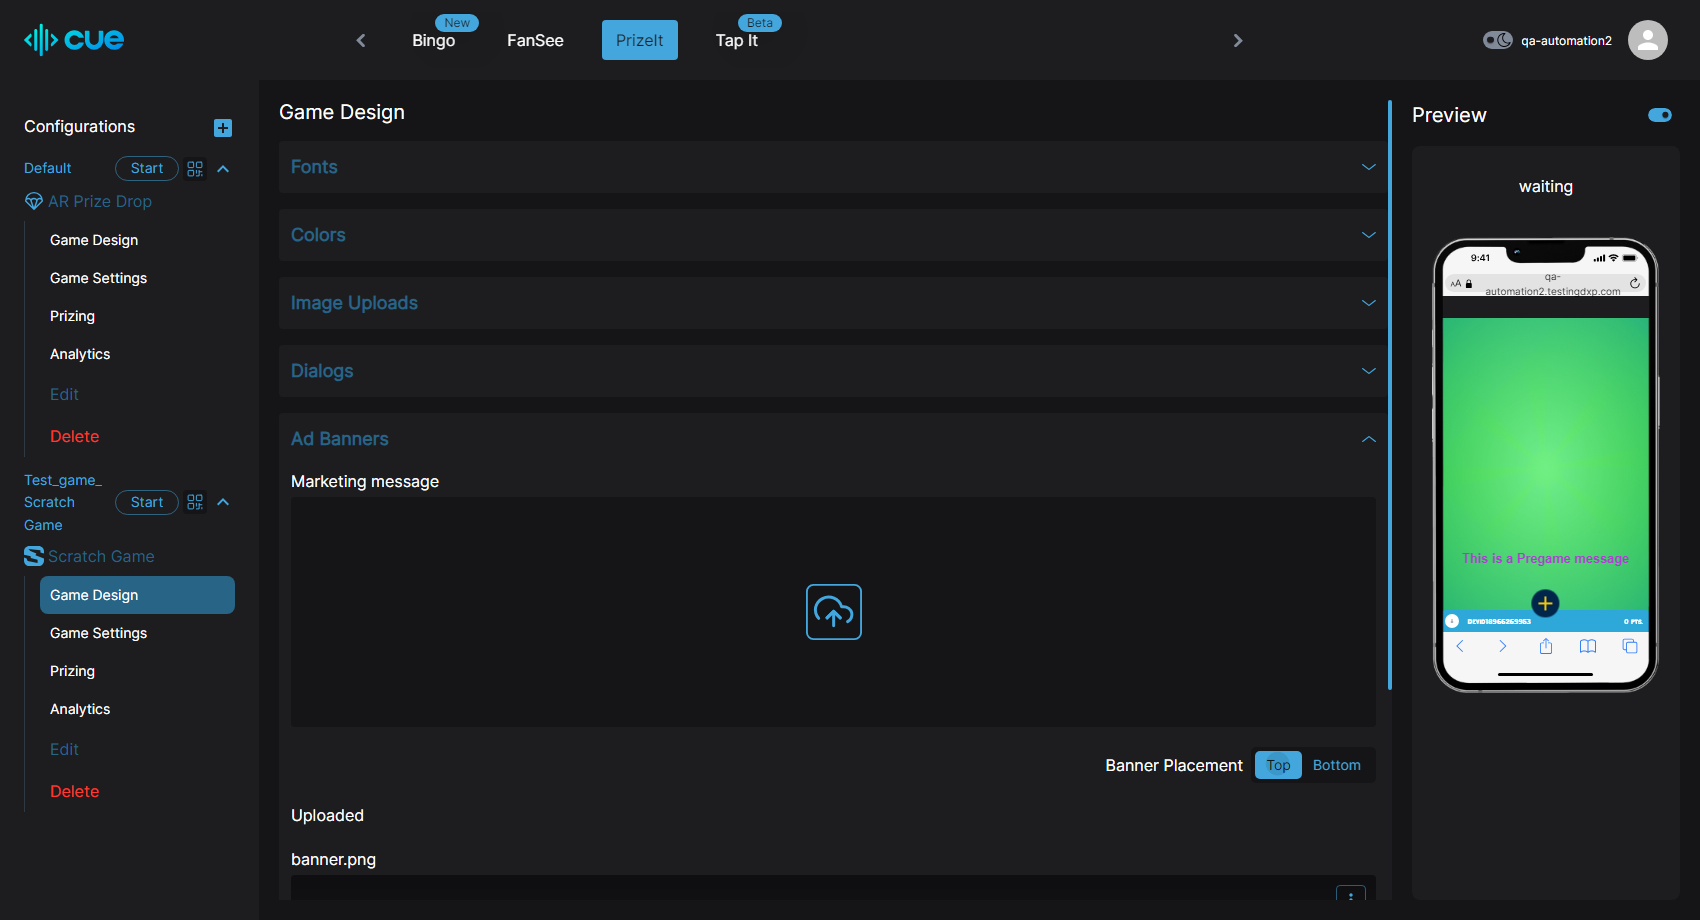 cue
New
Bingo
FanSee
PrizeIt
Beta
Tap It
qa-automation2
Configurations
Default
Start
AR Prize Drop
Game Design
Game Settings
Prizing
Analytics
Edit
Delete
Test_game_
Scratch
Game
Start
Scratch Game
Game Design
Game Settings
Prizing
Analytics
Edit
Delete
Game Design
Fonts
Colors
Image Uploads
Dialogs
Ad Banners
Marketing message
Banner Placement
Top
Bottom
Uploaded
banner.png
Preview
waiting
9:41
AA
qa-
automation2.testingdxp.com
This is a Pregame message
0 PTS.